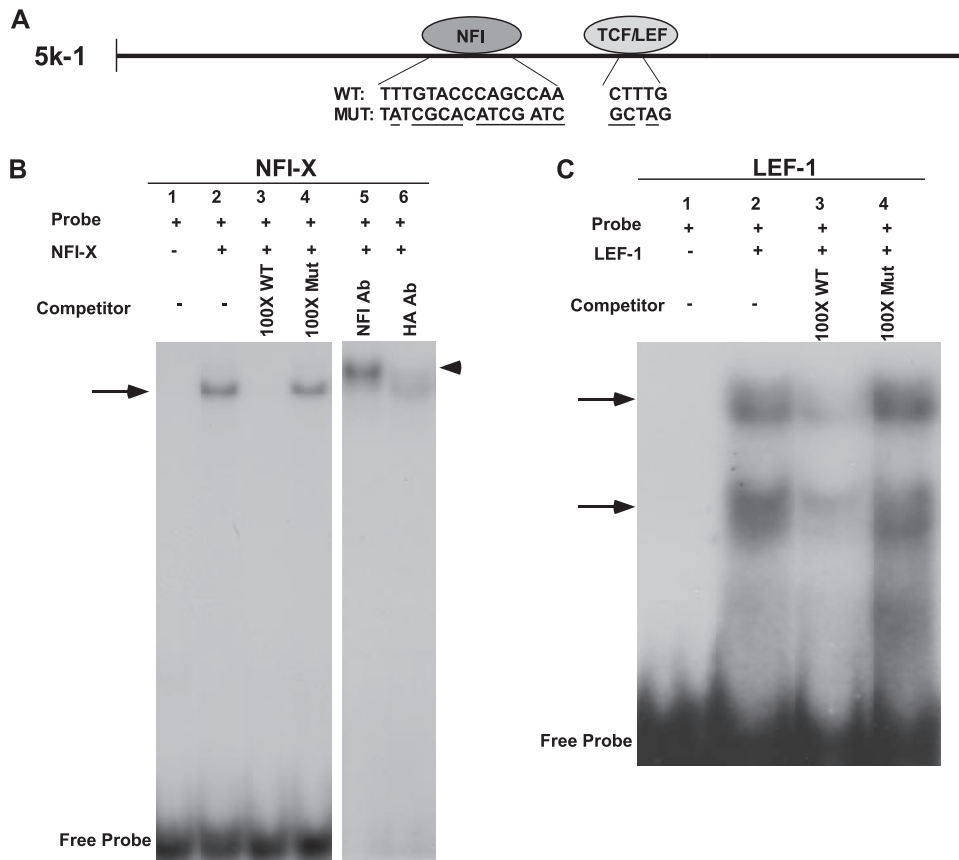 A
5k-1
NFI
TCF/LEF
WT: TTTGTACCCAGCCAA CTTTG
MUT: TATCGCACATCG ATC GCTAG
B
NFI-X
1 2 3 4 5 6
Probe + + + + + +
NFI-X - + + + + +
Competitor - - 100X WT 100X Mut NFI Ab HA Ab
Free Probe
C
LEF-1
1 2 3 4
Probe + + + +
LEF-1 - + + +
Competitor - - 100X WT 100X Mut
Free Probe